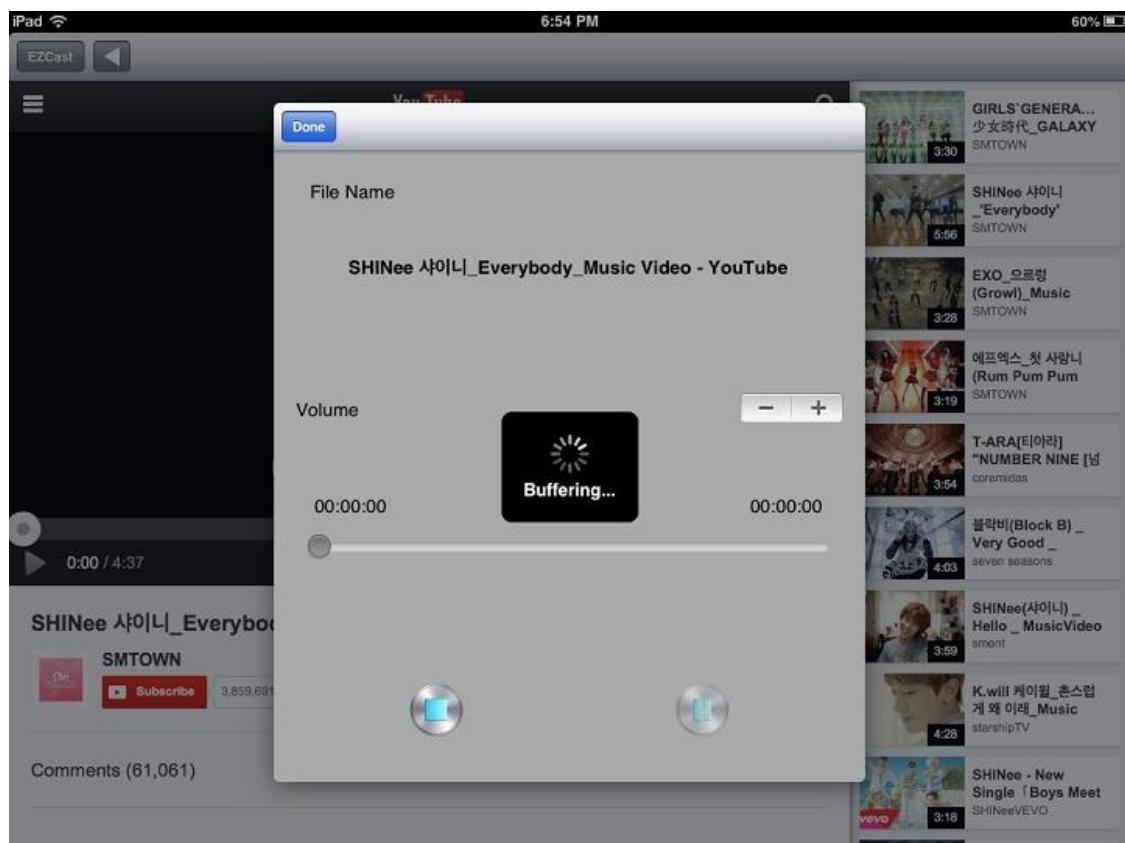 iPad
6:54 PM
60%
EZCast
YouTube
Done
File Name
SHINee 샤이니_Everybody_Music Video - YouTube
Volume
Buffering...
00:00:00
00:00:00
0:00 / 4:37
SHINee 샤이니_Everybo
SMTOWN
Subscribe
3,859,691
Comments (61,061)
GIRLS`GENERA...
少女時代_GALAXY
SMTOWN
3:30
SHINee 샤이니
_'Everybody'
SMTOWN
5:56
EXO_으르렁
(Growl)_Music
SMTOWN
3:28
에프엑스_첫 사랑니
(Rum Pum Pum
SMTOWN
3:19
T-ARA[티아라]
"NUMBER NINE [넘
coremidas
3:54
블락비(Block B) _
Very Good _
seven seasons
4:03
SHINee(샤이니) _
Hello _ MusicVideo
sment
3:59
K.will 케이윌_촌스럽
게 왜 이래_Music
starshipTV
4:28
SHINee - New
Single「Boys Meet
SHINeeVEVO
vevo
3:18